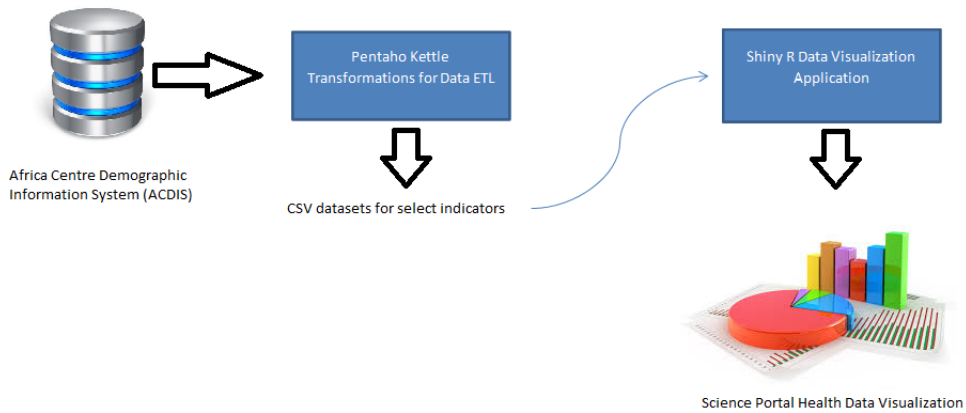 Africa Centre Demographic
Information System (ACDIS)
Pentaho Kettle
Transformations for Data ETL
CSV datasets for select indicators
Shiny R Data Visualization
Application
Science Portal Health Data Visualization